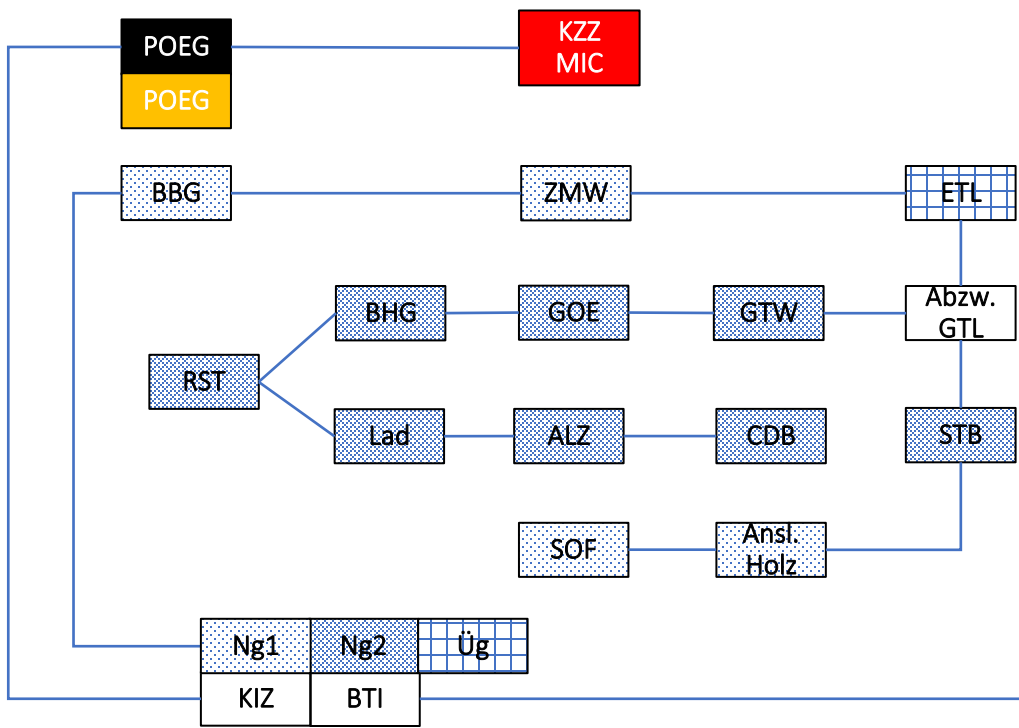 POEG
KZZ
MIC
POEG
BBG
ZMW
ETL
BHG
GOE
GTW
Abzw.
GTL
RST
Lad
ALZ
CDB
STB
SOF
Ansl.
Holz
Ng1
Ng2
Üg
KIZ
BTI